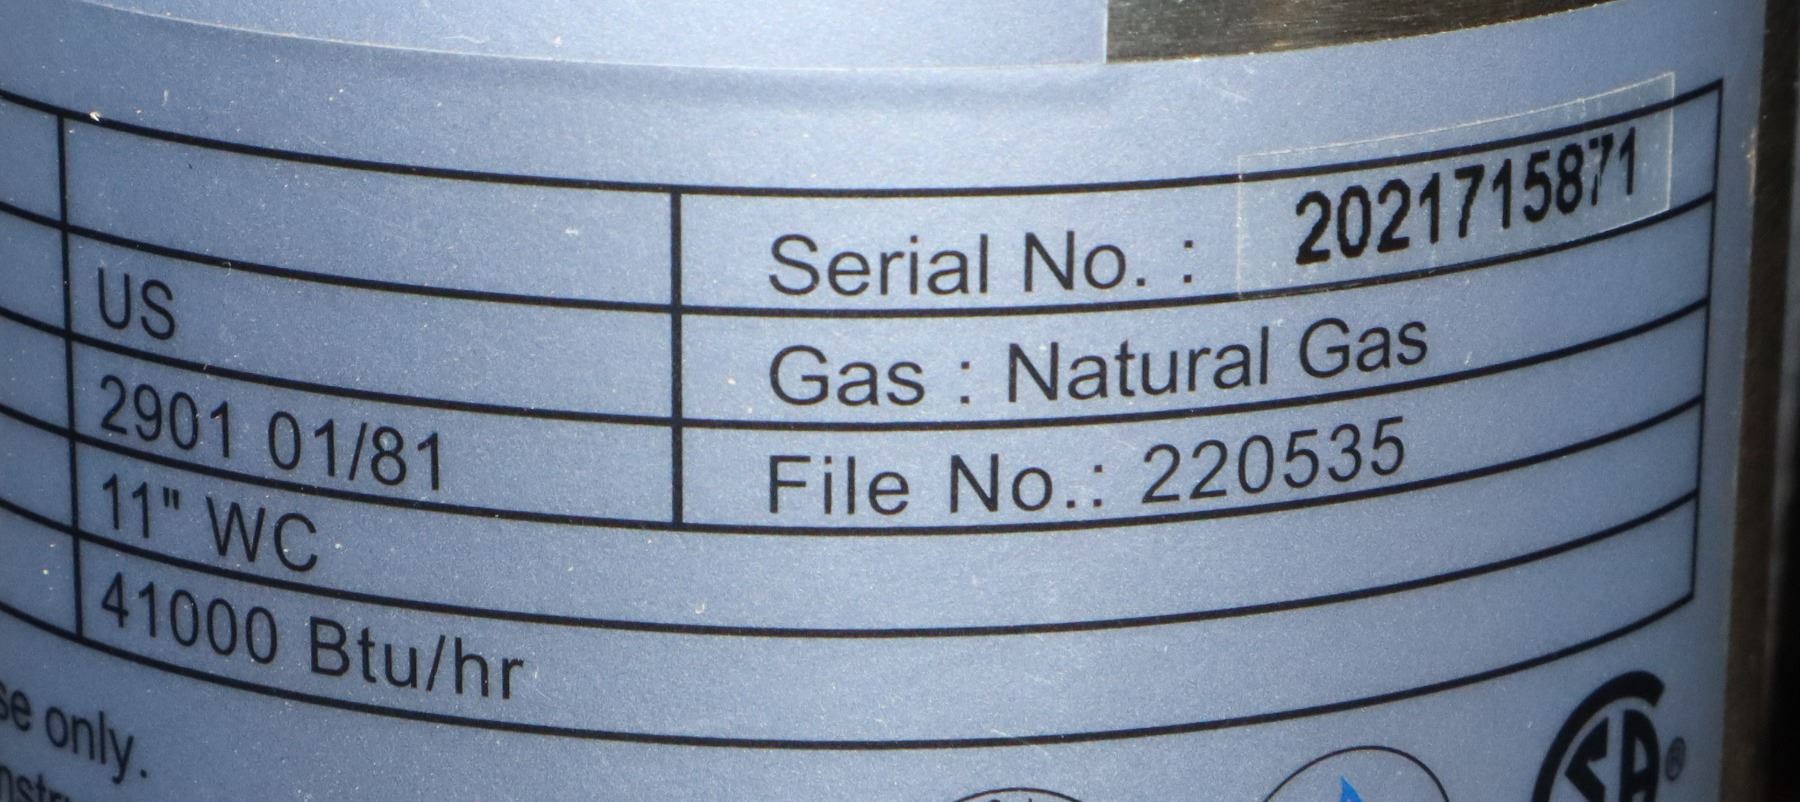 Serial No. : 2021715871
US
Gas : Natural Gas
2901 01/81
File No.: 220535
11" WC
41000 Btu/hr
only.